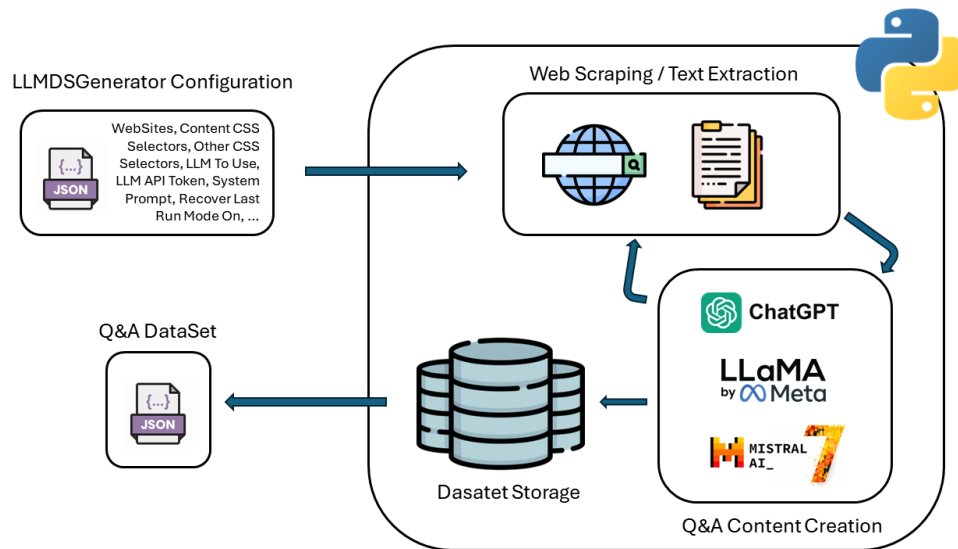 LLMDSGenerator Configuration
WebSites, Content CSS
Selectors, Other CSS
Selectors, LLM To Use,
LLM API Token, System
Prompt, Recover Last
Run Mode On, ...
{...}
JSON
Web Scraping / Text Extraction
ChatGPT
LLaMA
by Meta
MISTRAL
AI_
7
Q&A Content Creation
Dasatet Storage
Q&A DataSet
{...}
JSON